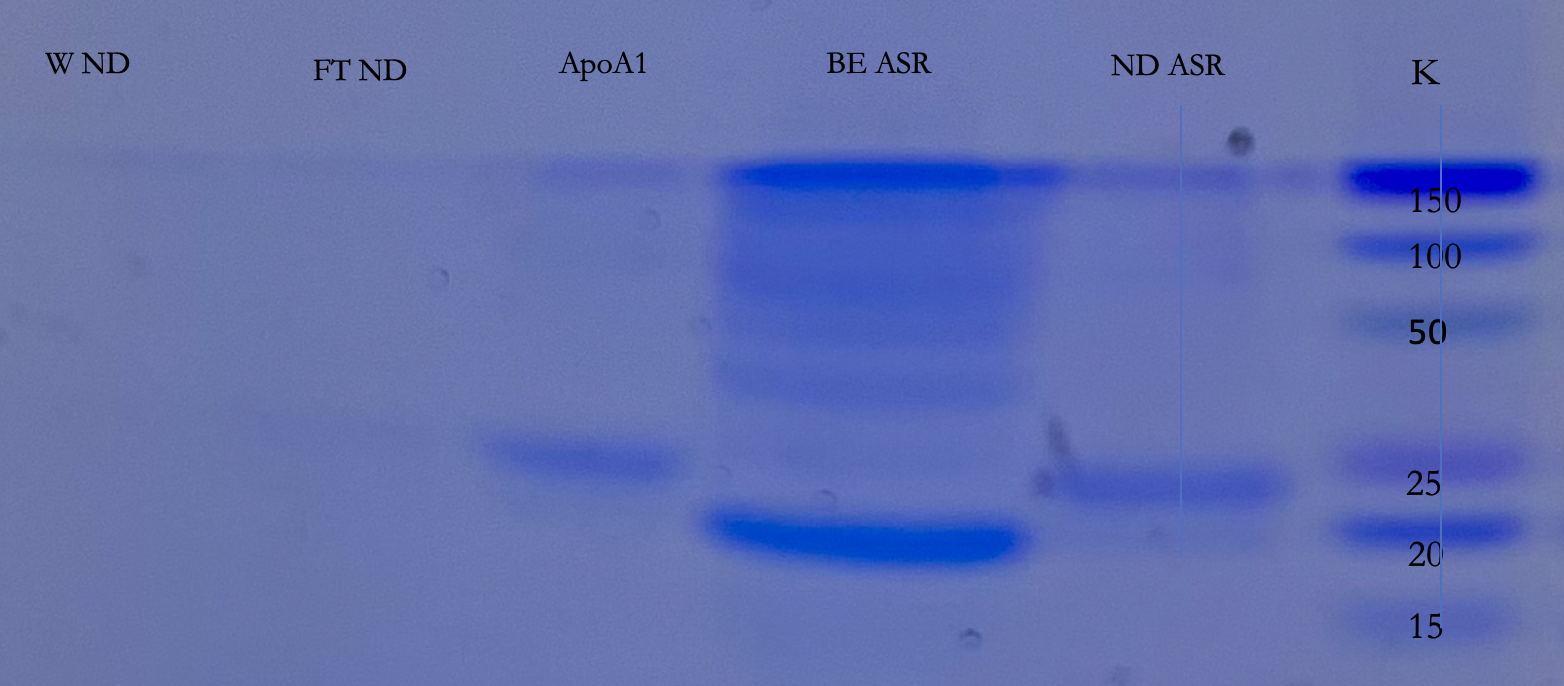 W ND
FT ND
ApoA1
BE ASR
ND ASR
K
150
100
50
25
20
15